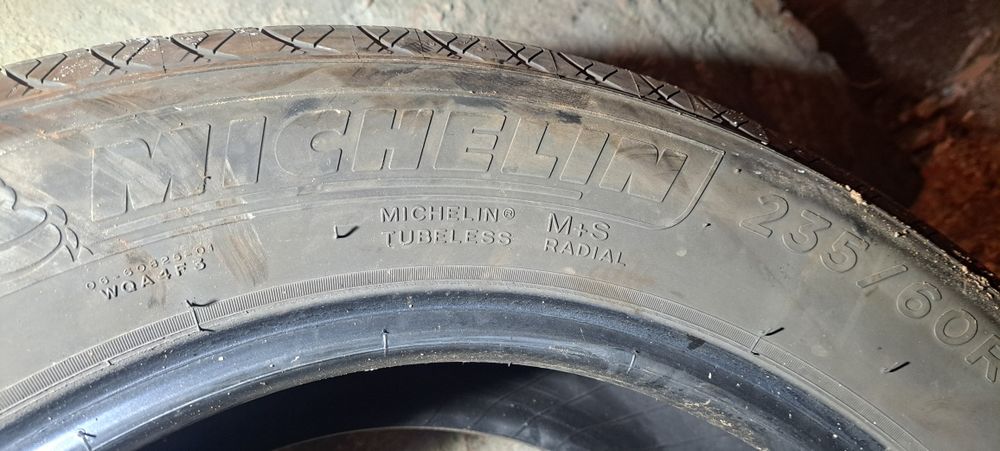 MICHELIN
235/60R
MICHELIN®
TUBELESS
M+S
RADIAL
WQA4F3